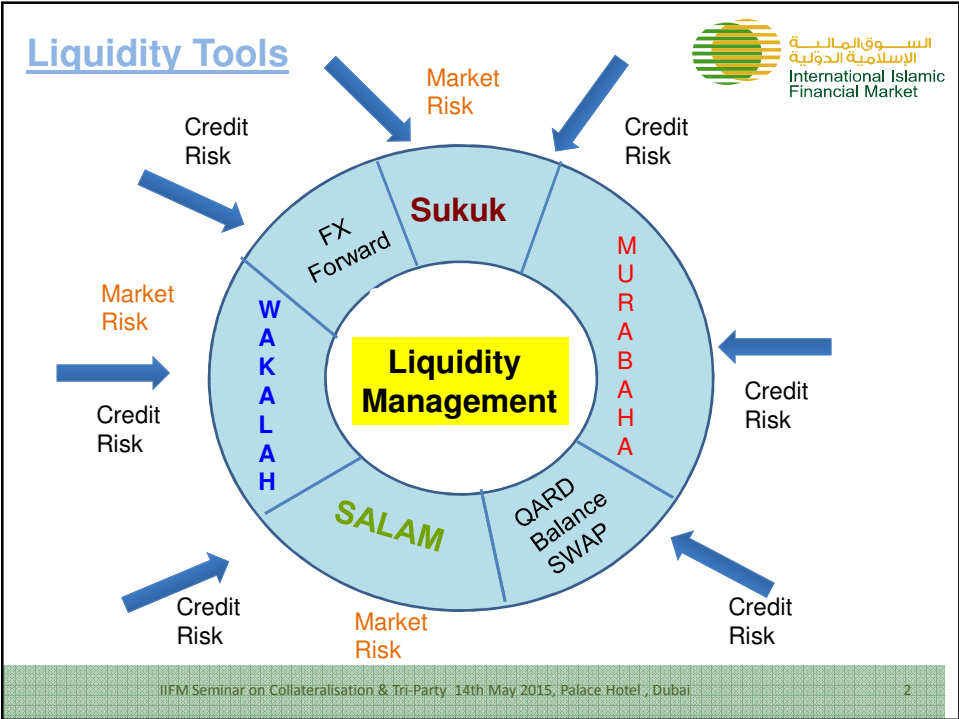 Liquidity Tools
الســـــوق المـالـيـــــة
الإسلامية الدولية
International Islamic
Financial Market
Market
Risk
Credit
Risk
Credit
Risk
Sukuk
FX
Forward
M
U
R
A
B
A
H
A
Market
Risk
W
A
K
A
L
A
H
Liquidity
Management
Credit
Risk
Credit
Risk
SALAM
QARD
Balance
SWAP
Credit
Risk
Market
Risk
Credit
Risk
IIFM Seminar on Collateralisation & Tri-Party 14th May 2015, Palace Hotel , Dubai
2